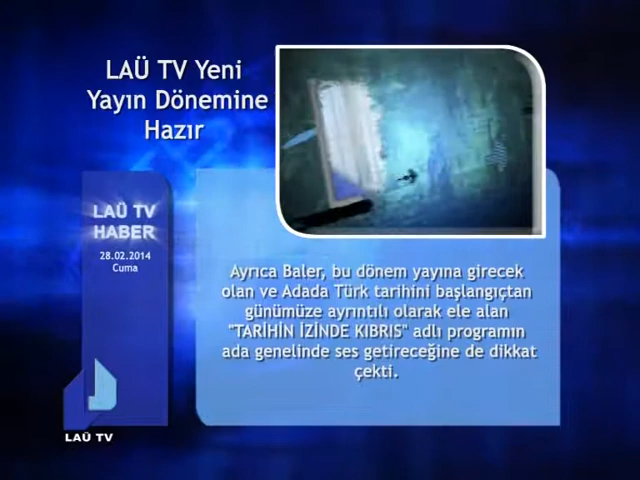 LAÜ TV Yeni
Yayın Dönemine
Hazır
LAÜ TV
HABER
28.02.2014
Cuma
Ayrıca Baler, bu dönem yayına girecek
olan ve Adada Türk tarihini başlangıçtan
günümüze ayrıntılı olarak ele alan
"TARİHİN İZİNDE KIBRIS" adlı programın
ada genelinde ses getireceğine de dikkat
çekti.
LAÜ TV